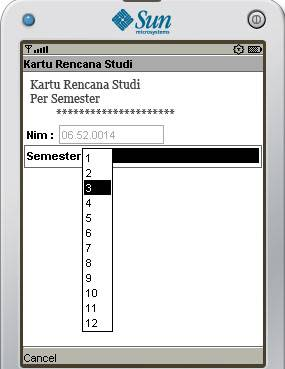 Sun
microsystems
Kartu Rencana Studi
Kartu Rencana Studi
Per Semester
*********************
Nim : 06.52.0014
Semester
1
2
3
4
5
6
7
8
9
10
11
12
Cancel